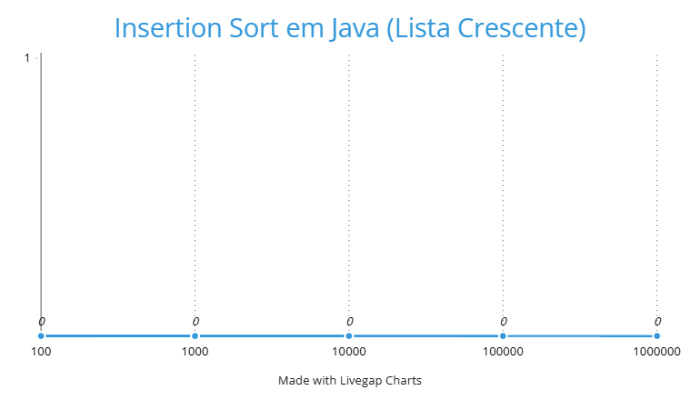 Insertion Sort em Java (Lista Crescente)
1
0 0 0 0 0
100 1000 10000 100000 1000000
Made with Livegap Charts